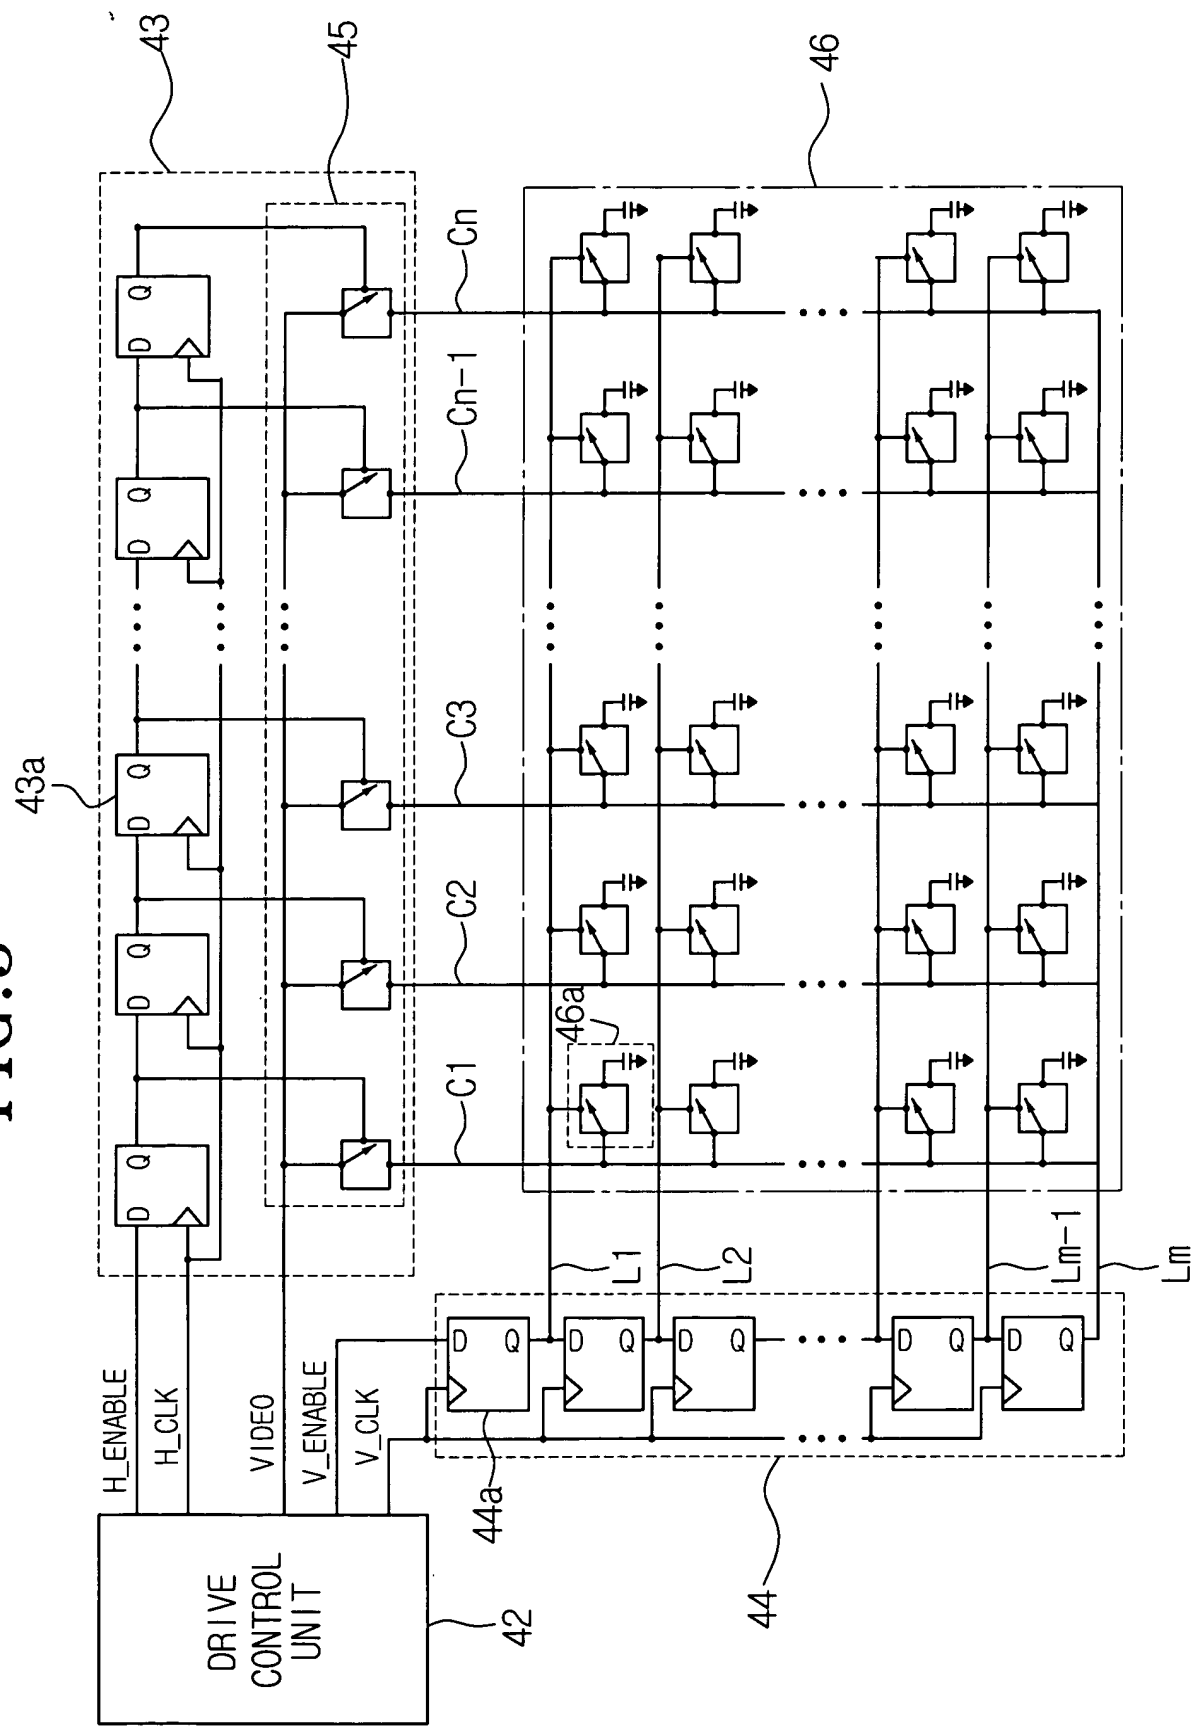 FIG.
43a
43
H_ENABLE
D Q
D Q
D Q
D Q
D Q
H_CLK
DRIVE
CONTROL
UNIT
VIDEO
V_ENABLE
45
V_CLK
C1
C2
C3
Cn-1
Cn
42
44a
D
Q
46a
L1
D
Q
L2
D
Q
44
46
D
Q
Lm-1
D
Q
Lm